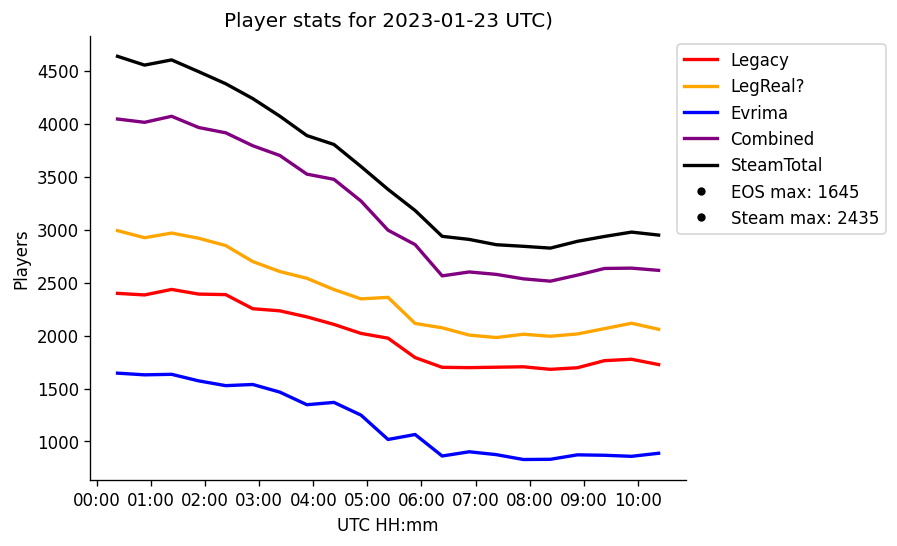 Player stats for 2023-01-23 UTC)
Legacy
LegReal?
Evrima
Combined
SteamTotal
EOS max: 1645
Steam max: 2435
Players
4500
4000
3500
3000
2500
2000
1500
1000
00:00 01:00 02:00 03:00 04:00 05:00 06:00 07:00 08:00 09:00 10:00
UTC HH:mm